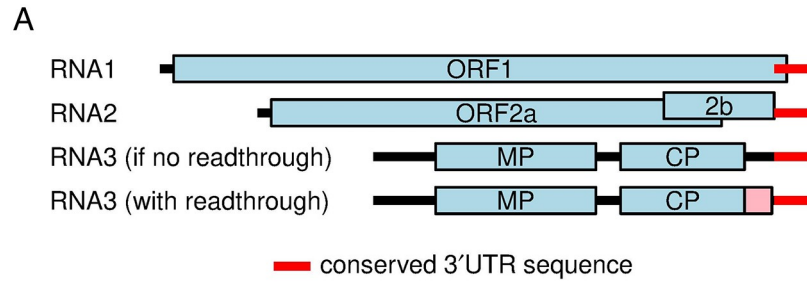 A
RNA1 ORF1
RNA2 ORF2a 2b
RNA3 (if no readthrough) MP CP
RNA3 (with readthrough) MP CP
conserved 3′UTR sequence